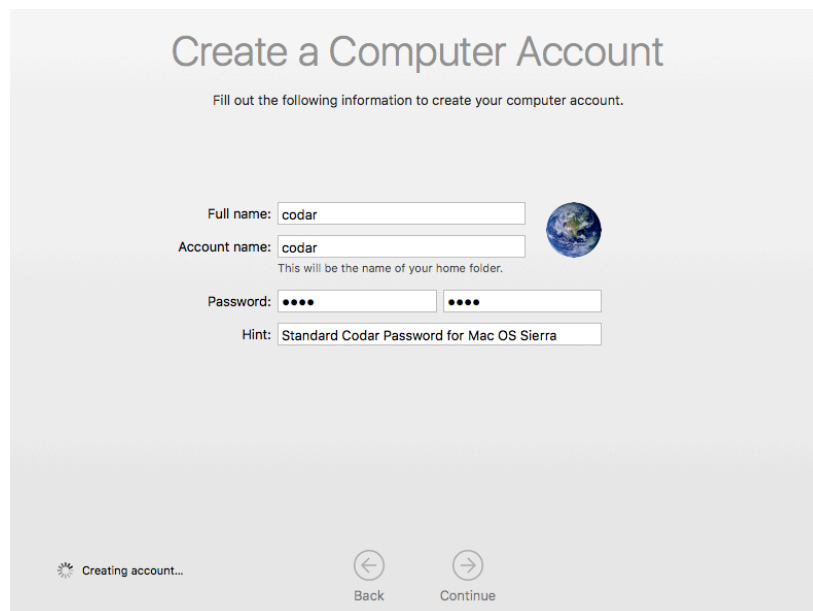 Create a Computer Account
Fill out the following information to create your computer account.
Full name: codar
Account name: codar
This will be the name of your home folder.
Password: •••• ••••
Hint: Standard Codar Password for Mac OS Sierra
Creating account...
Back Continue